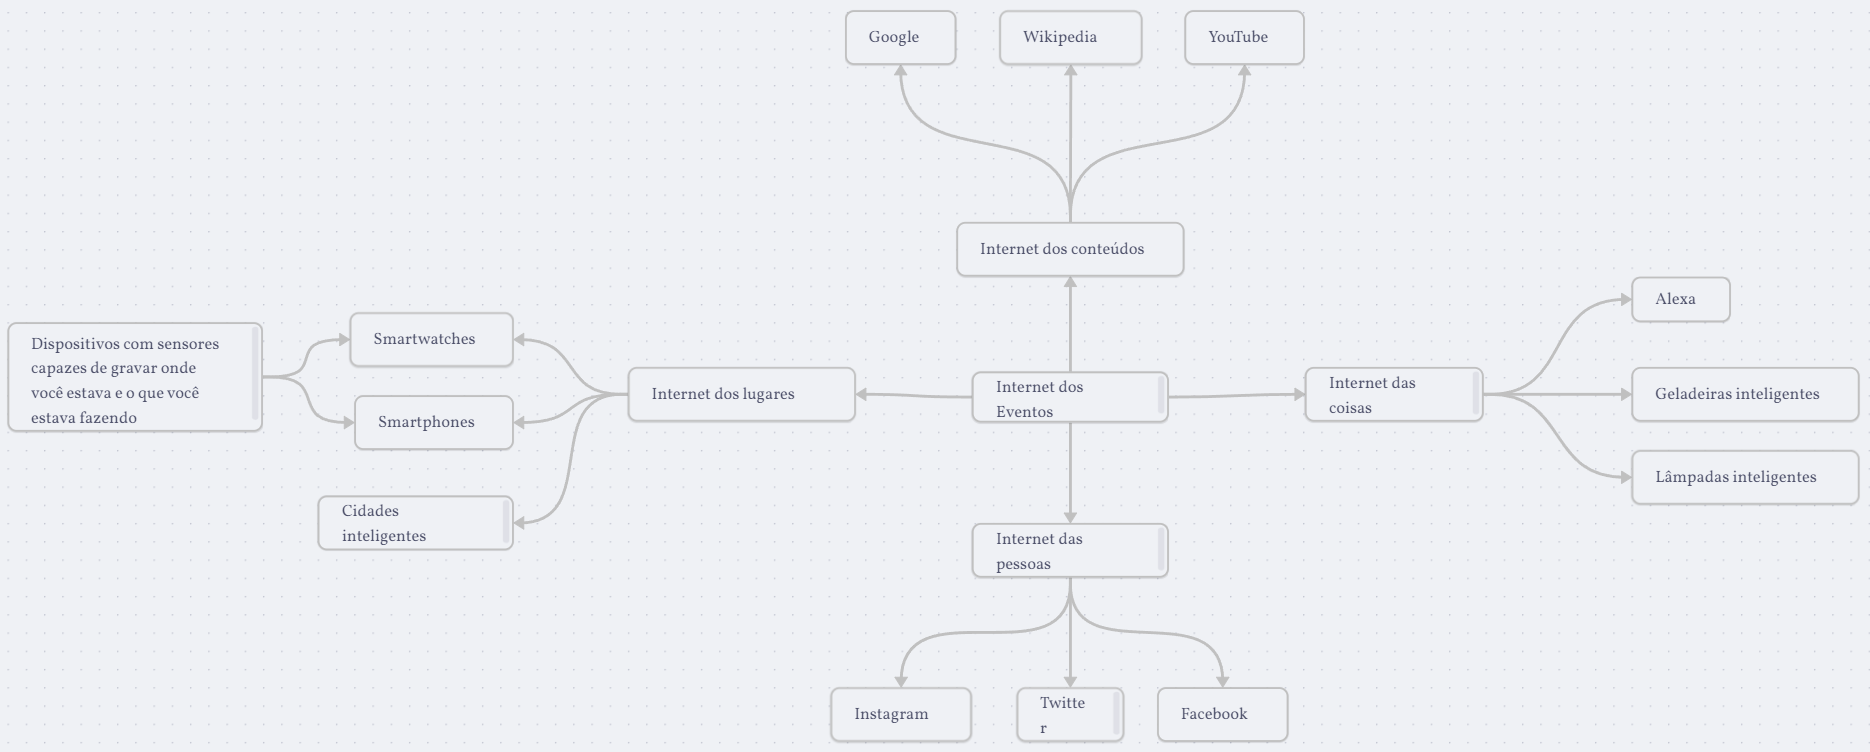 Google
Wikipedia
YouTube
Internet dos conteúdos
Dispositivos com sensores
capazes de gravar onde
você estava e o que você
estava fazendo
Smartwatches
Smartphones
Cidades
inteligentes
Internet dos lugares
Internet dos
Eventos
Internet das
coisas
Alexa
Geladeiras inteligentes
Lâmpadas inteligentes
Internet das
pessoas
Instagram
Twitte
r
Facebook